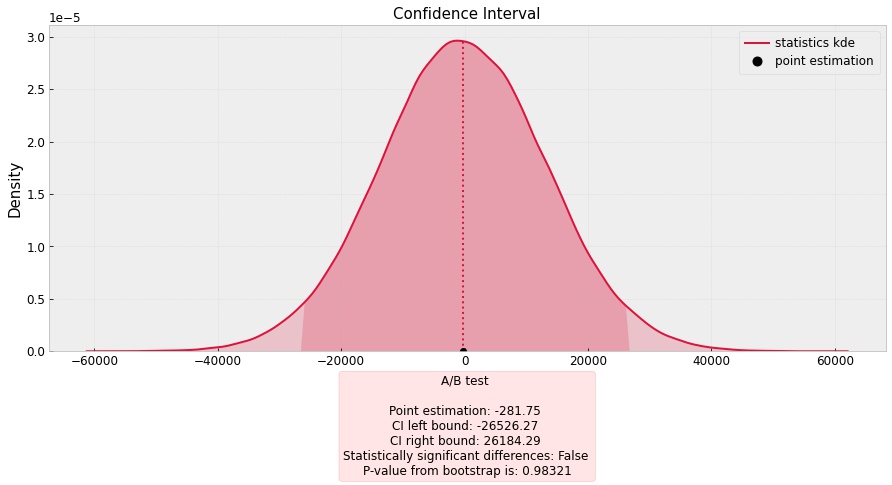 Confidence Interval
1e−5
statistics kde
point estimation
3.0
2.5
2.0
1.5
1.0
0.5
0.0
Density
−60000
−40000
−20000
0
20000
40000
60000
A/B test
Point estimation: -281.75
CI left bound: -26526.27
CI right bound: 26184.29
Statistically significant differences: False
P-value from bootstrap is: 0.98321